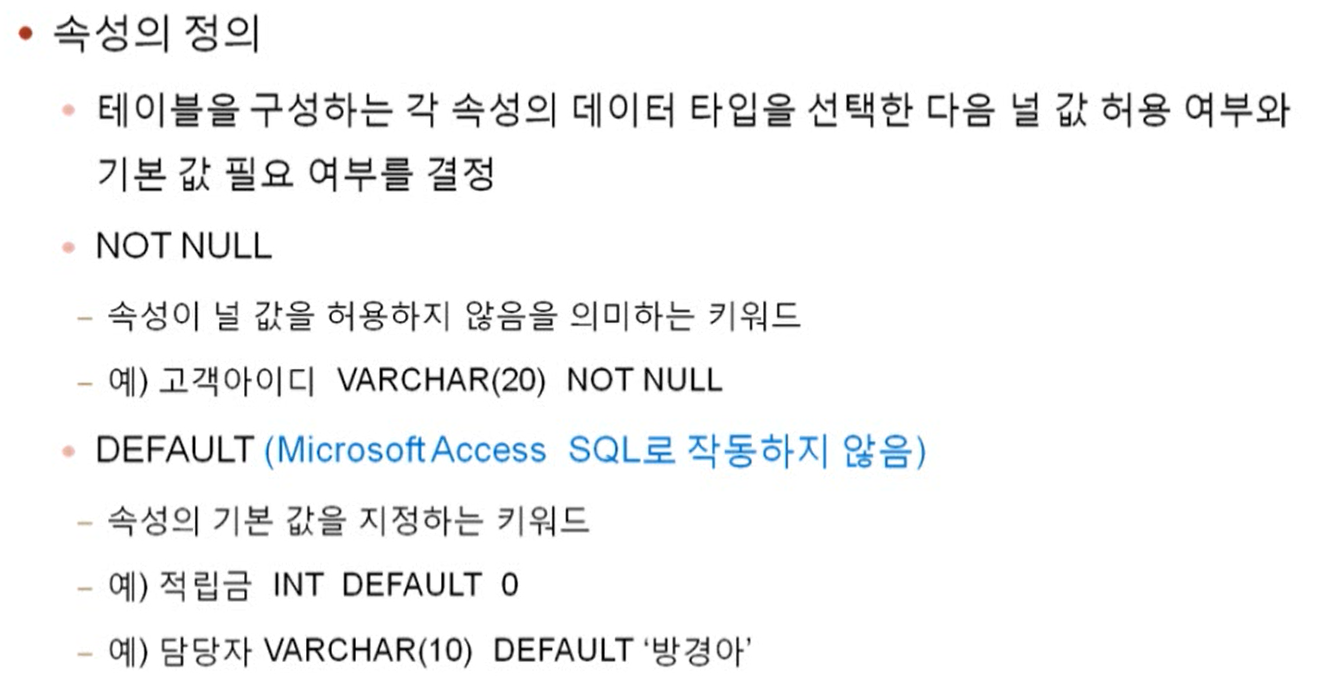 • 속성의 정의
• 테이블을 구성하는 각 속성의 데이터 타입을 선택한 다음 널 값 허용 여부와
기본 값 필요 여부를 결정
• NOT NULL
– 속성이 널 값을 허용하지 않음을 의미하는 키워드
– 예) 고객아이디 VARCHAR(20) NOT NULL
• DEFAULT (Microsoft Access SQL로 작동하지 않음)
– 속성의 기본 값을 지정하는 키워드
– 예) 적립금 INT DEFAULT 0
– 예) 담당자 VARCHAR(10) DEFAULT ‘방경아’